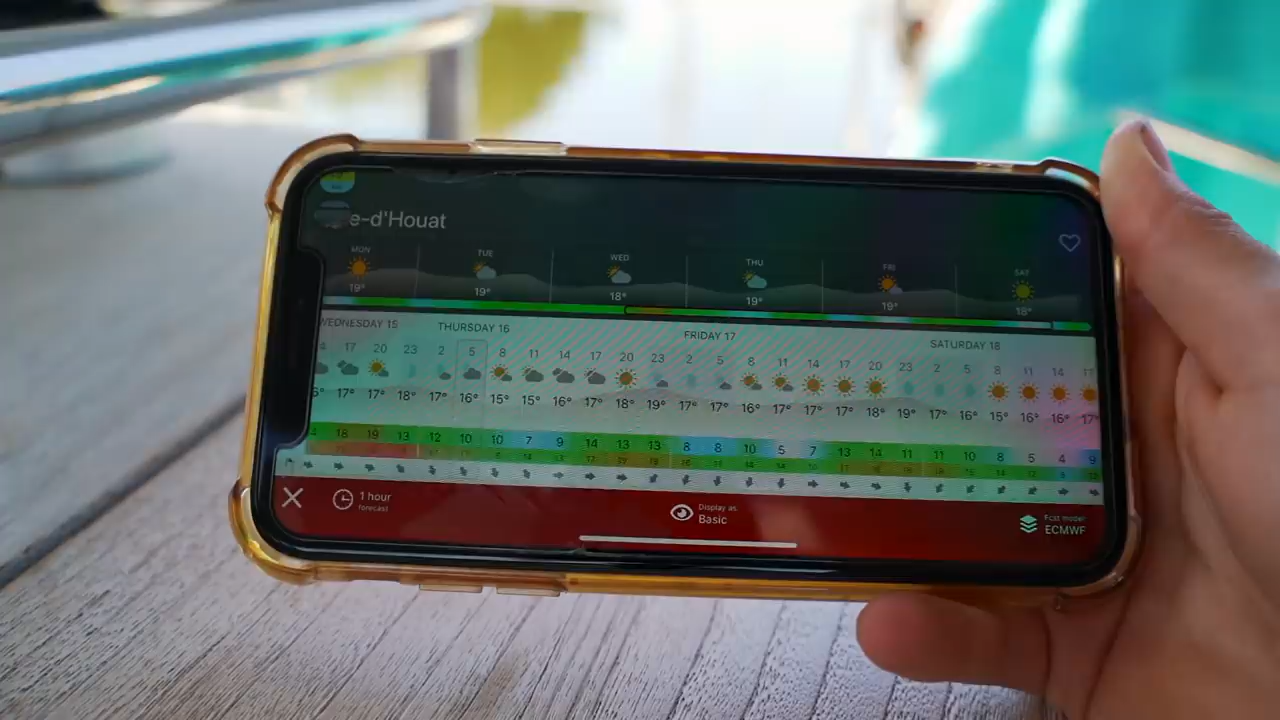 e-d'Houat
MON TUE WED THU FRI SAT
19° 19° 18° 19° 19° 18°
WEDNESDAY 15 THURSDAY 16 FRIDAY 17 SATURDAY 18
17 20 23 2 5 8 11 14 17 20 23 2 5 8 11 14 17 20 23 2 5 8 11 14
17° 17° 18° 17° 16° 15° 15° 16° 17° 18° 19° 17° 17° 16° 17° 17° 17° 18° 19° 17° 16° 15° 16° 16° 17°
4 18 19 13 12 10 10 7 9 14 13 13 8 8 10 5 7 13 14 11 11 10 8 5 4 9
1 hour
forecast
Display as
Basic
Fcst model
ECMWF